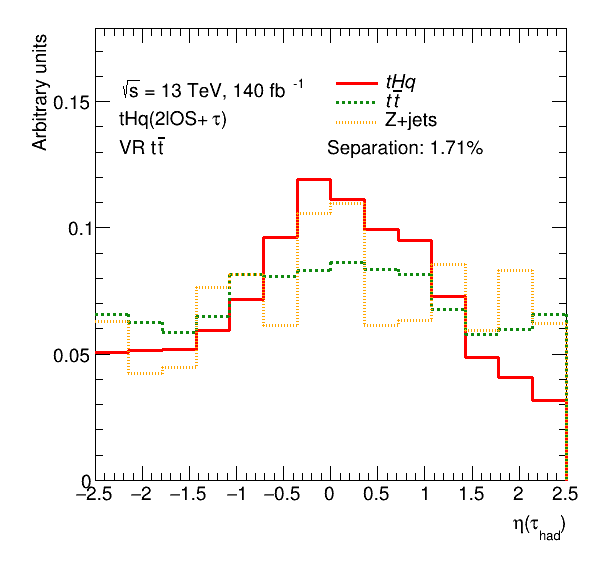 Arbitrary units
√s = 13 TeV, 140 fb⁻¹
tHq(2lOS+ τ)
VR tt̅
tHq
tt̅
Z+jets
Separation: 1.71%
0.15
0.1
0.05
0
−2.5 −2 −1.5 −1 −0.5 0 0.5 1 1.5 2 2.5
η(τ_had)